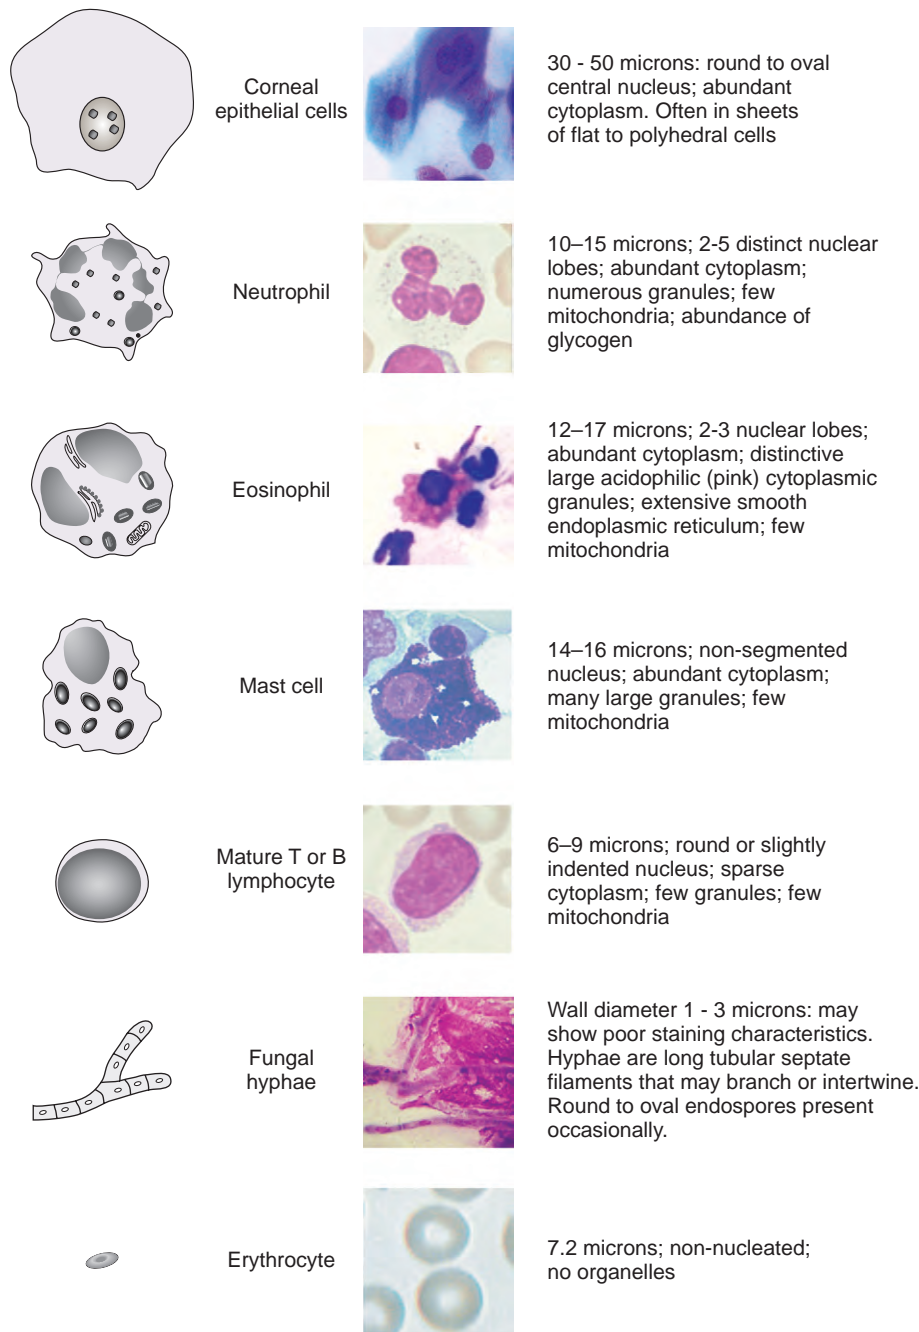 Corneal
epithelial cells
30 - 50 microns: round to oval
central nucleus; abundant
cytoplasm. Often in sheets
of flat to polyhedral cells
Neutrophil
10–15 microns; 2-5 distinct nuclear
lobes; abundant cytoplasm;
numerous granules; few
mitochondria; abundance of
glycogen
Eosinophil
12–17 microns; 2-3 nuclear lobes;
abundant cytoplasm; distinctive
large acidophilic (pink) cytoplasmic
granules; extensive smooth
endoplasmic reticulum; few
mitochondria
Mast cell
14–16 microns; non-segmented
nucleus; abundant cytoplasm;
many large granules; few
mitochondria
Mature T or B
lymphocyte
6–9 microns; round or slightly
indented nucleus; sparse
cytoplasm; few granules; few
mitochondria
Fungal
hyphae
Wall diameter 1 - 3 microns: may
show poor staining characteristics.
Hyphae are long tubular septate
filaments that may branch or intertwine.
Round to oval endospores present
occasionally.
Erythrocyte
7.2 microns; non-nucleated;
no organelles